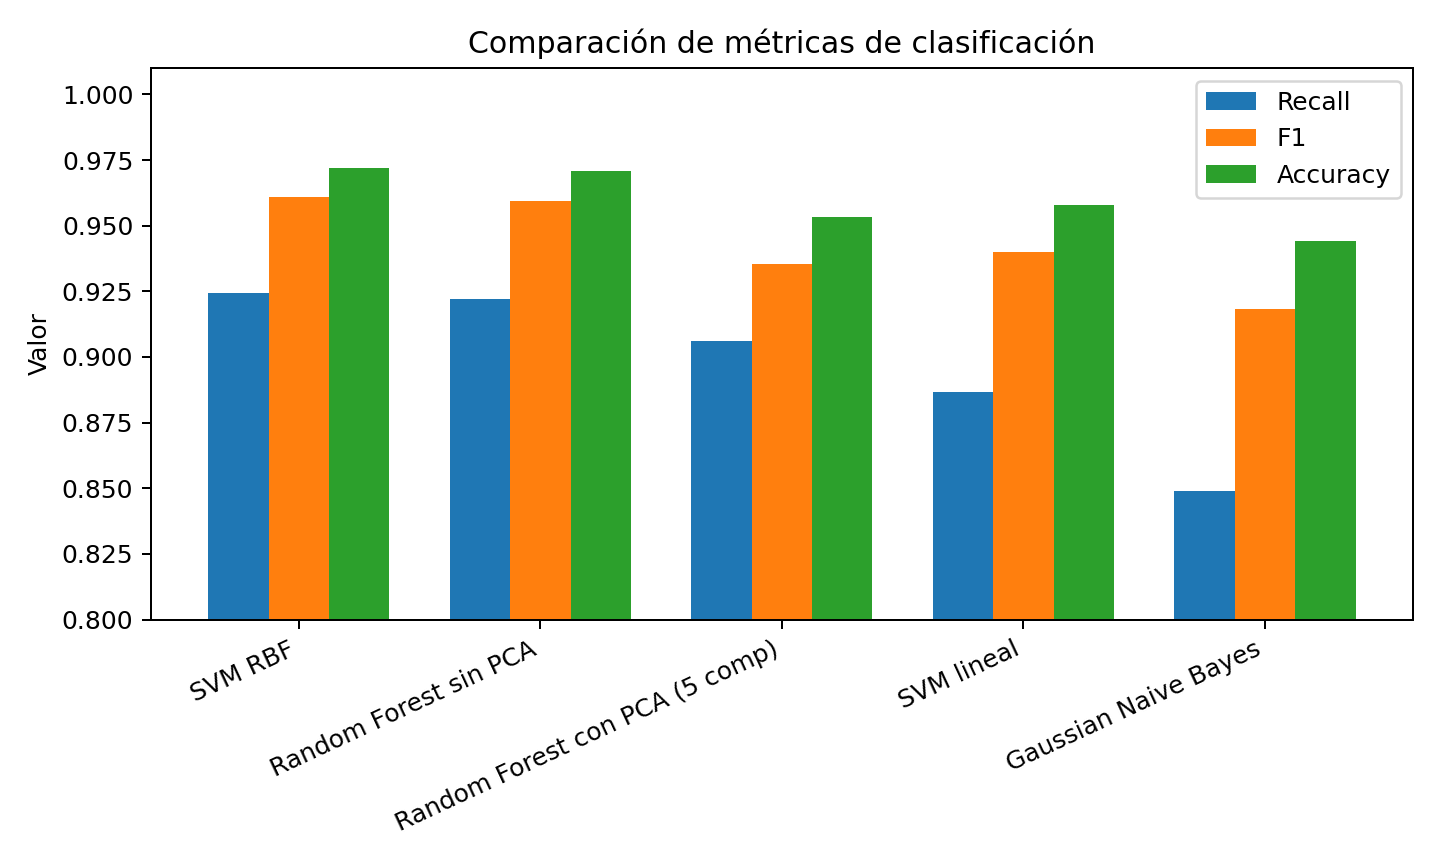 Comparación de métricas de clasificación
Recall
F1
Accuracy
Valor
1.000
0.975
0.950
0.925
0.900
0.875
0.850
0.825
0.800
SVM RBF
Random Forest sin PCA
Random Forest con PCA (5 comp)
SVM lineal
Gaussian Naive Bayes